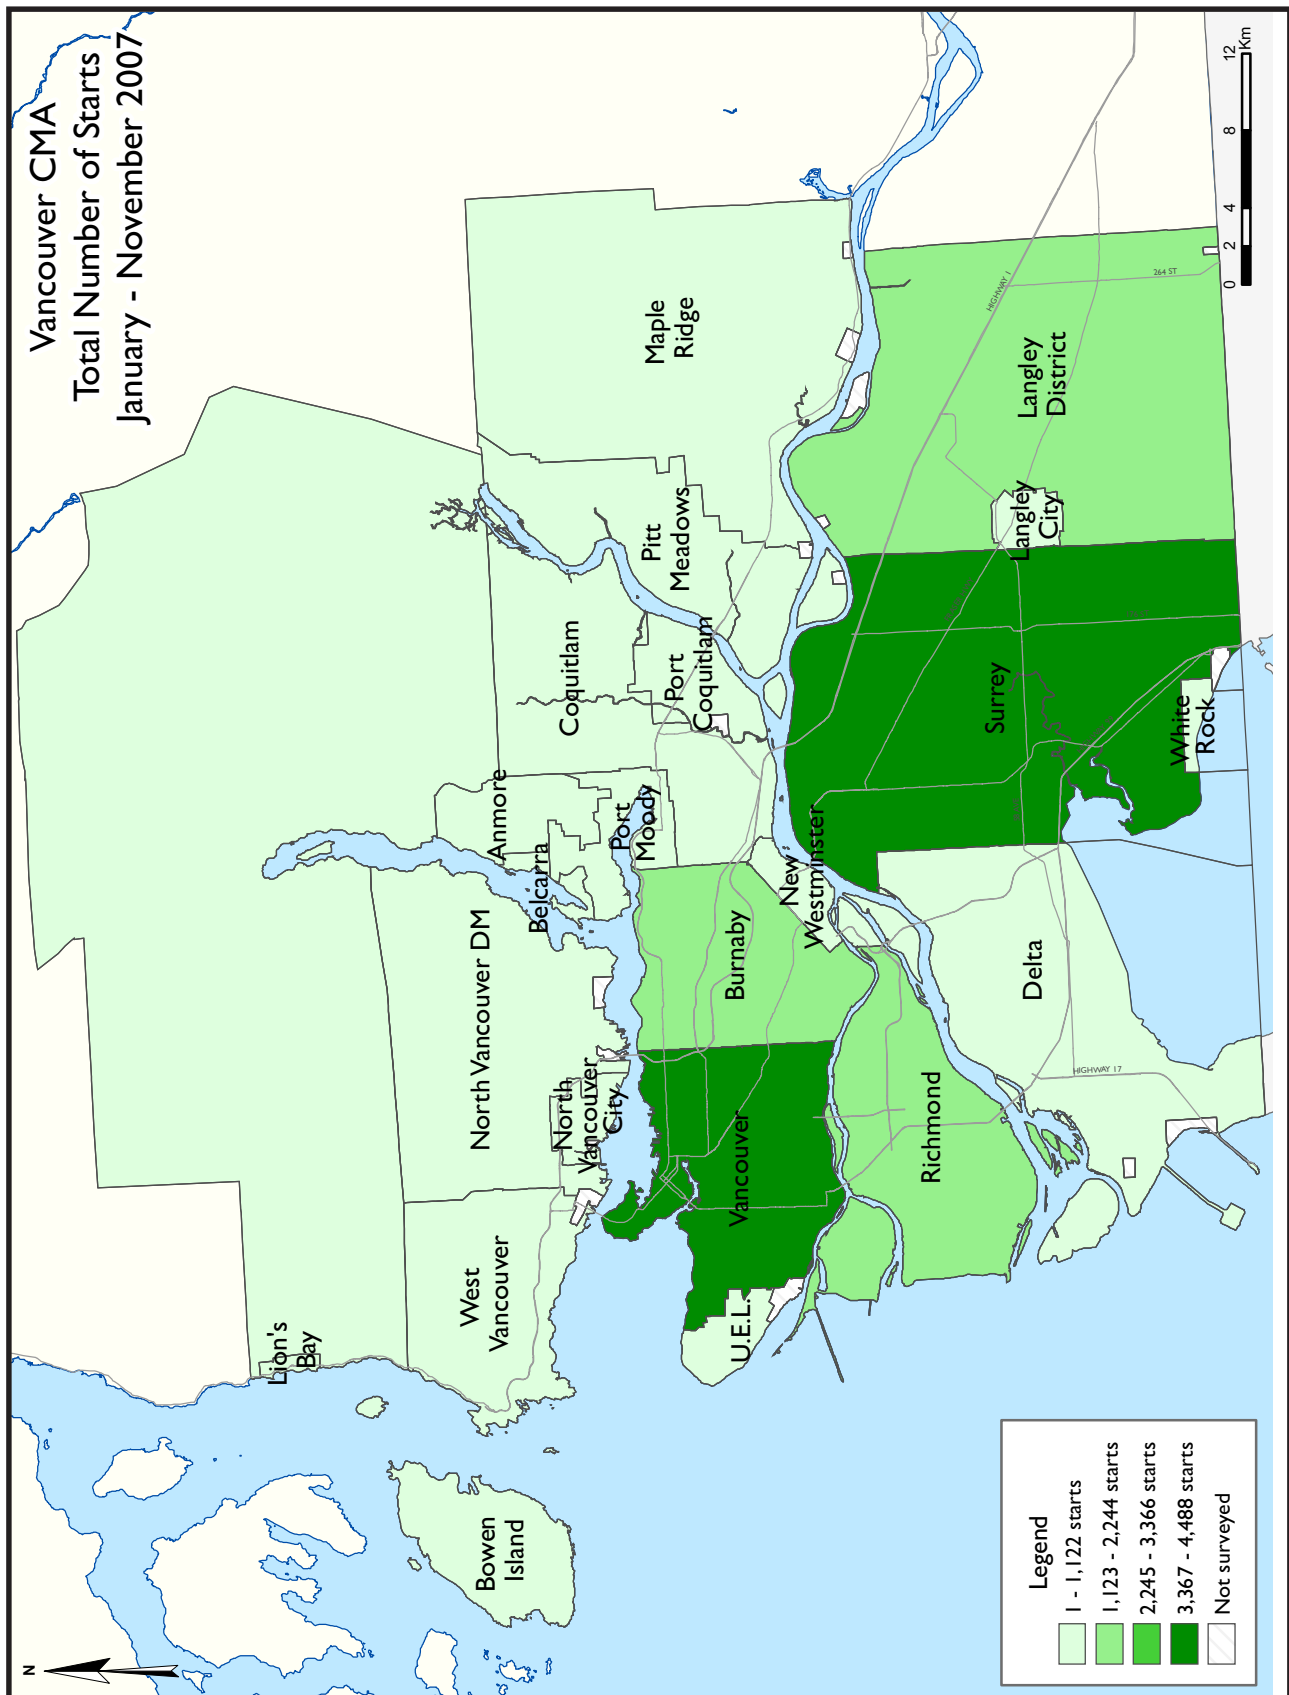 Vancouver CMA
Total Number of Starts
January - November 2007
N
Lion's
Bay
Bowen
Island
West
Vancouver
North Vancouver DM
North
Vancouver
City
Belcarra
Anmore
Port
Moody
Coquitlam
Port
Coquitlam
Pitt
Meadows
Maple
Ridge
U.E.L.
Vancouver
Burnaby
New
Westminster
Richmond
Delta
HIGHWAY 17
Surrey
White
Rock
Langley
City
Langley
District
HIGHWAY 1
264 ST
Legend
1 - 1,122 starts
1,123 - 2,244 starts
2,245 - 3,366 starts
3,367 - 4,488 starts
Not surveyed
0 2 4 8 12
Km